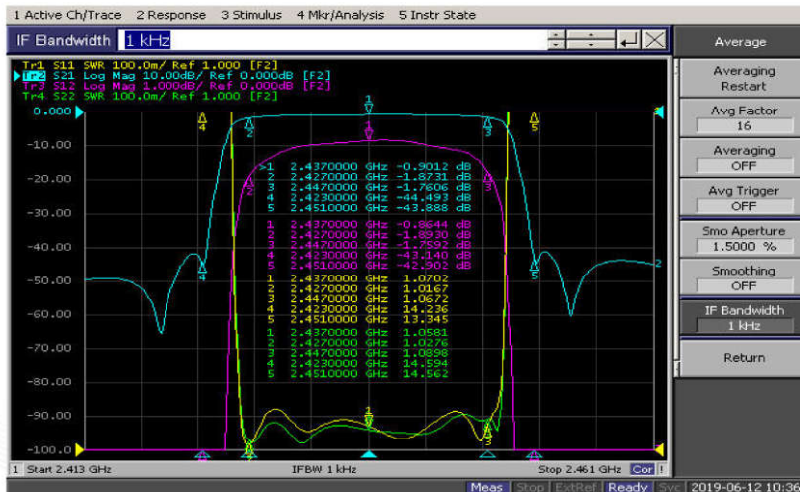 1 Active Ch/Trace 2 Response 3 Stimulus 4 Mkr/Analysis 5 Instr State
IF Bandwidth 1 kHz
Tr1 S11 SWR 100.0m/ Ref 1.000 [F2]
Tr2 S21 Log Mag 10.00dB/ Ref 0.000dB [F2]
Tr3 S12 Log Mag 1.000dB/ Ref 0.000dB [F2]
Tr4 S22 SWR 100.0m/ Ref 1.000 [F2]
0.000
-10.00
-20.00
-30.00
-40.00
-50.00
-60.00
-70.00
-80.00
-90.00
-100.0
>1 2.4370000 GHz -0.9012 dB
2 2.4270000 GHz -1.8731 dB
3 2.4470000 GHz -1.7606 dB
4 2.4230000 GHz -44.493 dB
5 2.4510000 GHz -43.888 dB
1 2.4370000 GHz -0.8644 dB
2 2.4270000 GHz -1.8930 dB
3 2.4470000 GHz -1.7592 dB
4 2.4230000 GHz -43.140 dB
5 2.4510000 GHz -42.902 dB
1 2.4370000 GHz 1.0702
2 2.4270000 GHz 1.0167
3 2.4470000 GHz 1.0672
4 2.4230000 GHz 14.236
5 2.4510000 GHz 13.345
1 2.4370000 GHz 1.0581
2 2.4270000 GHz 1.0276
3 2.4470000 GHz 1.0898
4 2.4230000 GHz 14.594
5 2.4510000 GHz 14.562
1 Start 2.413 GHz IFBW 1 kHz Stop 2.461 GHz Cor !
Average
Averaging
Restart
Avg Factor
16
Averaging
OFF
Avg Trigger
OFF
Smo Aperture
1.5000 %
Smoothing
OFF
IF Bandwidth
1 kHz
Return
Meas Stop ExtRef Ready Svc 2019-06-12 10:36